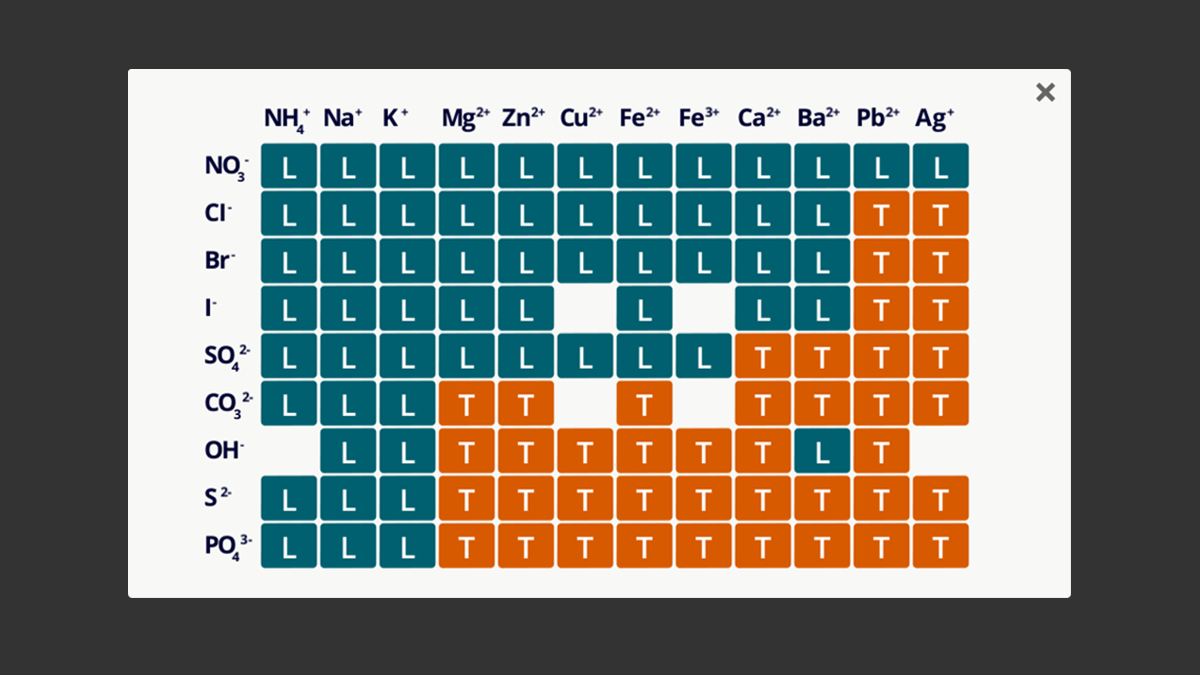 ×
NH₄⁺ Na⁺ K⁺ Mg²⁺ Zn²⁺ Cu²⁺ Fe²⁺ Fe³⁺ Ca²⁺ Ba²⁺ Pb²⁺ Ag⁺
NO₃⁻ L L L L L L L L L L L L
Cl⁻ L L L L L L L L L L T T
Br⁻ L L L L L L L L L L T T
I⁻ L L L L L L L L T T
SO₄²⁻ L L L L L L L L T T T T
CO₃²⁻ L L L T T T T T T T
OH⁻ L L T T T T T T L T
S²⁻ L L L T T T T T T T T T
PO₄³⁻ L L L T T T T T T T T T